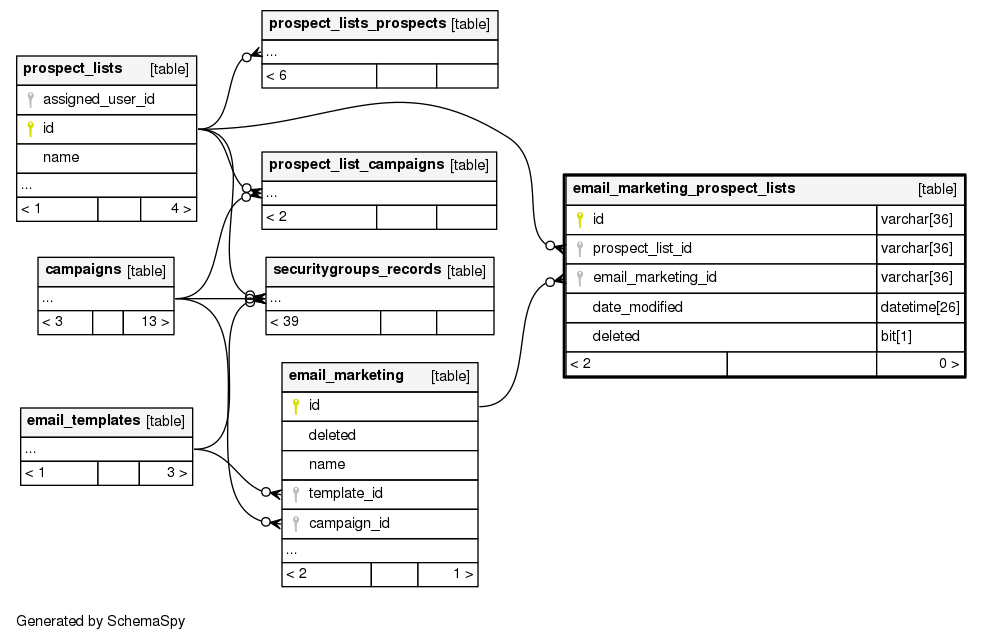 prospect_lists_prospects [table]
...
< 6
prospect_lists [table]
assigned_user_id
id
name
...
< 1 4 >
prospect_list_campaigns [table]
...
< 2
email_marketing_prospect_lists [table]
id varchar[36]
prospect_list_id varchar[36]
email_marketing_id varchar[36]
date_modified datetime[26]
deleted bit[1]
< 2 0 >
campaigns [table]
...
< 3 13 >
securitygroups_records [table]
...
< 39
email_marketing [table]
id
deleted
name
template_id
campaign_id
...
< 2 1 >
email_templates [table]
...
< 1 3 >
Generated by SchemaSpy